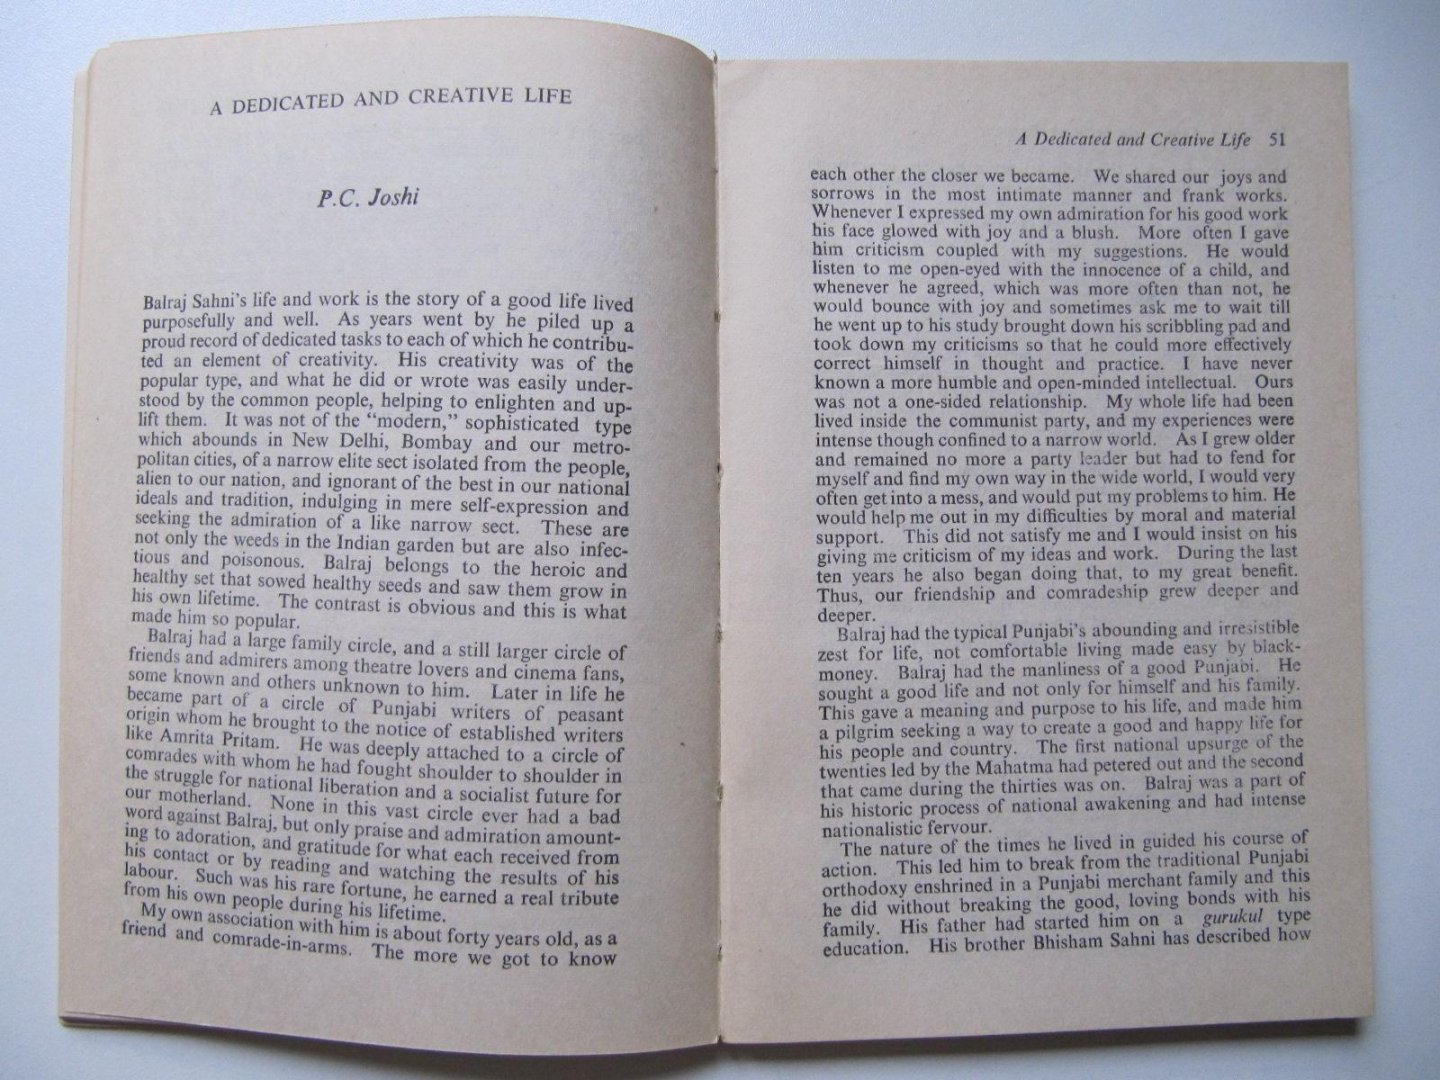 A DEDICATED AND CREATIVE LIFE
P.C. Joshi
Balraj Sahni's life and work is the story of a good life lived
purposefully and well. As years went by he piled up a
proud record of dedicated tasks to each of which he contribu-
ted an element of creativity. His creativity was of the
popular type, and what he did or wrote was easily under-
stood by the common people, helping to enlighten and up-
lift them. It was not of the "modern," sophisticated type
which abounds in New Delhi, Bombay and our metro-
politan cities, of a narrow elite sect isolated from the people,
alien to our nation, and ignorant of the best in our national
ideals and tradition, indulging in mere self-expression and
seeking the admiration of a like narrow sect. These are
not only the weeds in the Indian garden but are also infec-
tious and poisonous. Balraj belongs to the heroic and
healthy set that sowed healthy seeds and saw them grow in
his own lifetime. The contrast is obvious and this is what
made him so popular.
Balraj had a large family circle, and a still larger circle of
friends and admirers among theatre lovers and cinema fans,
some known and others unknown to him. Later in life he
became part of a circle of Punjabi writers of peasant
origin whom he brought to the notice of established writers
like Amrita Pritam. He was deeply attached to a circle of
comrades with whom he had fought shoulder to shoulder in
the struggle for national liberation and a socialist future for
our motherland. None in this vast circle ever had a bad
word against Balraj, but only praise and admiration amount-
ing to adoration, and gratitude for what each received from
his contact or by reading and watching the results of his
labour. Such was his rare fortune, he earned a real tribute
from his own people during his lifetime.
My own association with him is about forty years old, as a
friend and comrade-in-arms. The more we got to know
A Dedicated and Creative Life 51
each other the closer we became. We shared our joys and
sorrows in the most intimate manner and frank works.
Whenever I expressed my own admiration for his good work
his face glowed with joy and a blush. More often I gave
him criticism coupled with my suggestions. He would
listen to me open-eyed with the innocence of a child, and
whenever he agreed, which was more often than not, he
would bounce with joy and sometimes ask me to wait till
he went up to his study brought down his scribbling pad and
took down my criticisms so that he could more effectively
correct himself in thought and practice. I have never
known a more humble and open-minded intellectual. Ours
was not a one-sided relationship. My whole life had been
lived inside the communist party, and my experiences were
intense though confined to a narrow world. As I grew older
and remained no more a party leader but had to fend for
myself and find my own way in the wide world, I would very
often get into a mess, and would put my problems to him. He
would help me out in my difficulties by moral and material
support. This did not satisfy me and I would insist on his
giving me criticism of my ideas and work. During the last
ten years he also began doing that, to my great benefit.
Thus, our friendship and comradeship grew deeper and
deeper.
Balraj had the typical Punjabi's abounding and irresistible
zest for life, not comfortable living made easy by black-
money. Balraj had the manliness of a good Punjabi. He
sought a good life and not only for himself and his family.
This gave a meaning and purpose to his life, and made him
a pilgrim seeking a way to create a good and happy life for
his people and country. The first national upsurge of the
twenties led by the Mahatma had petered out and the second
that came during the thirties was on. Balraj was a part of
his historic process of national awakening and had intense
nationalistic fervour.
The nature of the times he lived in guided his course of
action. This led him to break from the traditional Punjabi
orthodoxy enshrined in a Punjabi merchant family and this
he did without breaking the good, loving bonds with his
family. His father had started him on a gurukul type
education. His brother Bhisham Sahni has described how